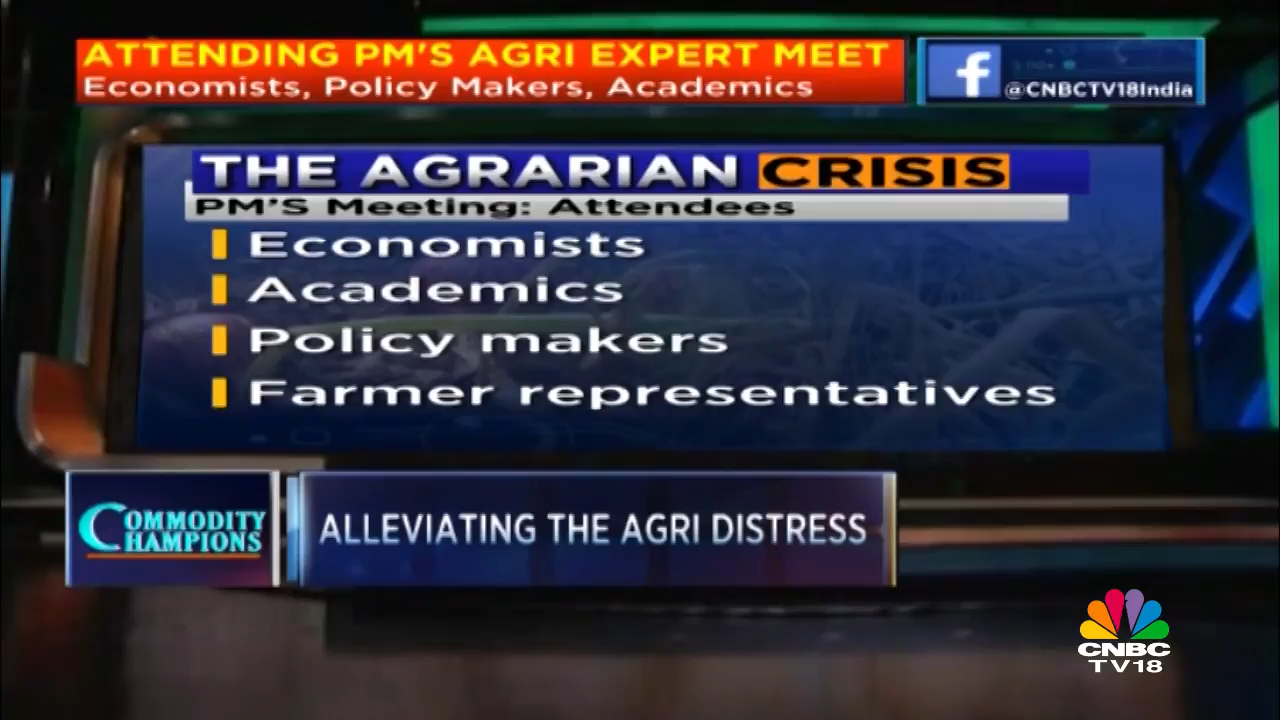 ATTENDING PM'S AGRI EXPERT MEET
Economists, Policy Makers, Academics
@CNBCTV18India
THE AGRARIAN CRISIS
PM'S Meeting: Attendees
Economists
Academics
Policy makers
Farmer representatives
COMMODITY CHAMPIONS
ALLEVIATING THE AGRI DISTRESS
CNBC
TV18